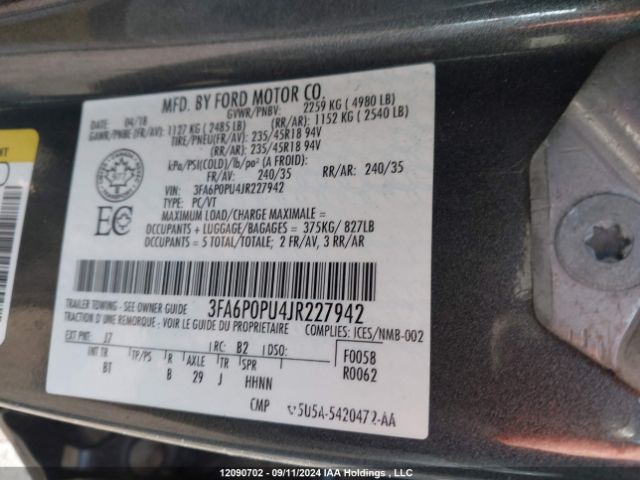 MFD. BY FORD MOTOR CO.
DATE: 04/18 GVWR/PNBV: 2259 KG ( 4980 LB)
GAWR/PNBE (FR/AV): 1127 KG ( 2485 LB) (RR/AR): 1152 KG ( 2540 LB)
TIRE/PNEU(FR/AV): 235/45R18 94V
(RR/AR): 235/45R18 94V
kPa/PSI(COLD)/lb/po² (A FROID):
FR/AV: 240/35 RR/AR: 240/35
VIN: 3FA6P0PU4JR227942
TYPE: PC/VT
MAXIMUM LOAD/CHARGE MAXIMALE =
OCCUPANTS + LUGGAGE/BAGAGES = 375KG/ 827LB
OCCUPANTS = 5 TOTAL/TOTALE; 2 FR/AV, 3 RR/AR
EC
TRAILER TOWING - SEE OWNER GUIDE 3FA6P0PU4JR227942
TRACTION D'UNE REMORQUE - VOIR LE GUIDE DU PROPRIETAIRE COMPLIES: ICES/NMB-002
EXT PNT: J7 RC: B2 DSO: F0058
INT TR TP/PS R AXLE TR SPR R0062
BT B 29 J HHNN
CMP 5U5A-5420472-AA
12090702 - 09/11/2024 IAA Holdings , LLC